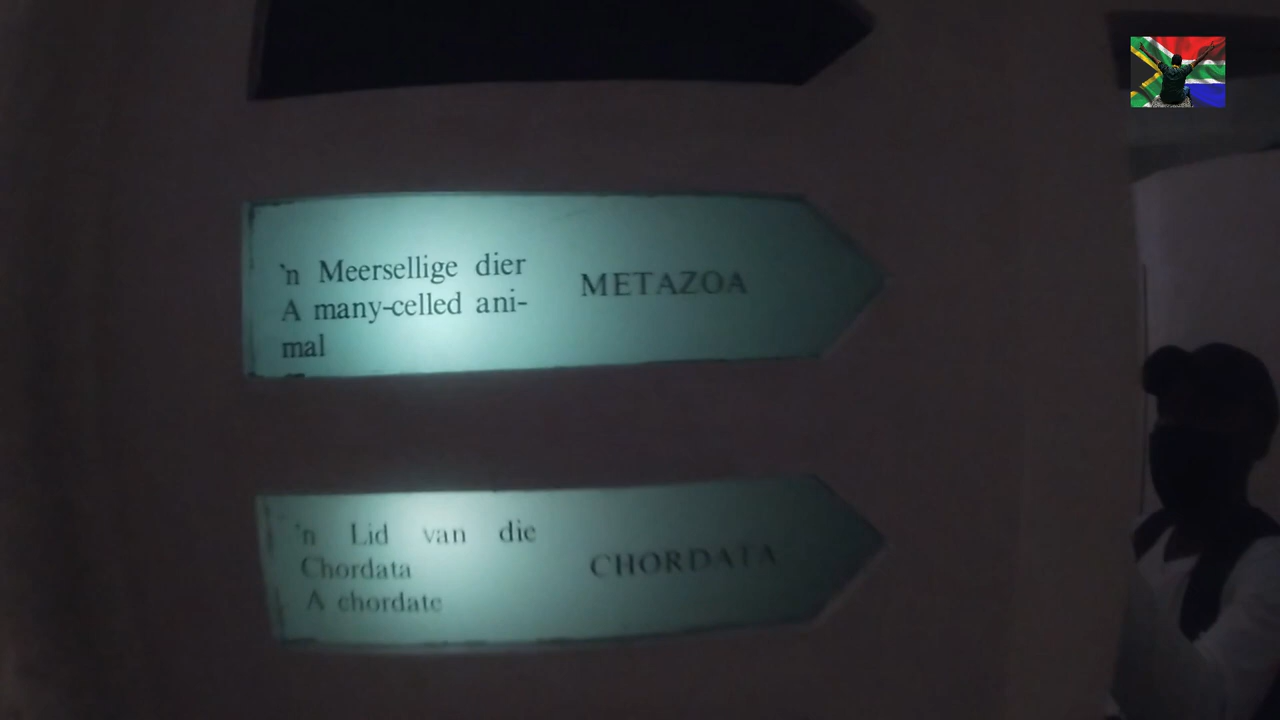 'n Meersellige dier
A many-celled ani-
mal
METAZOA
'n Lid van die
Chordata
A chordate
CHORDATA